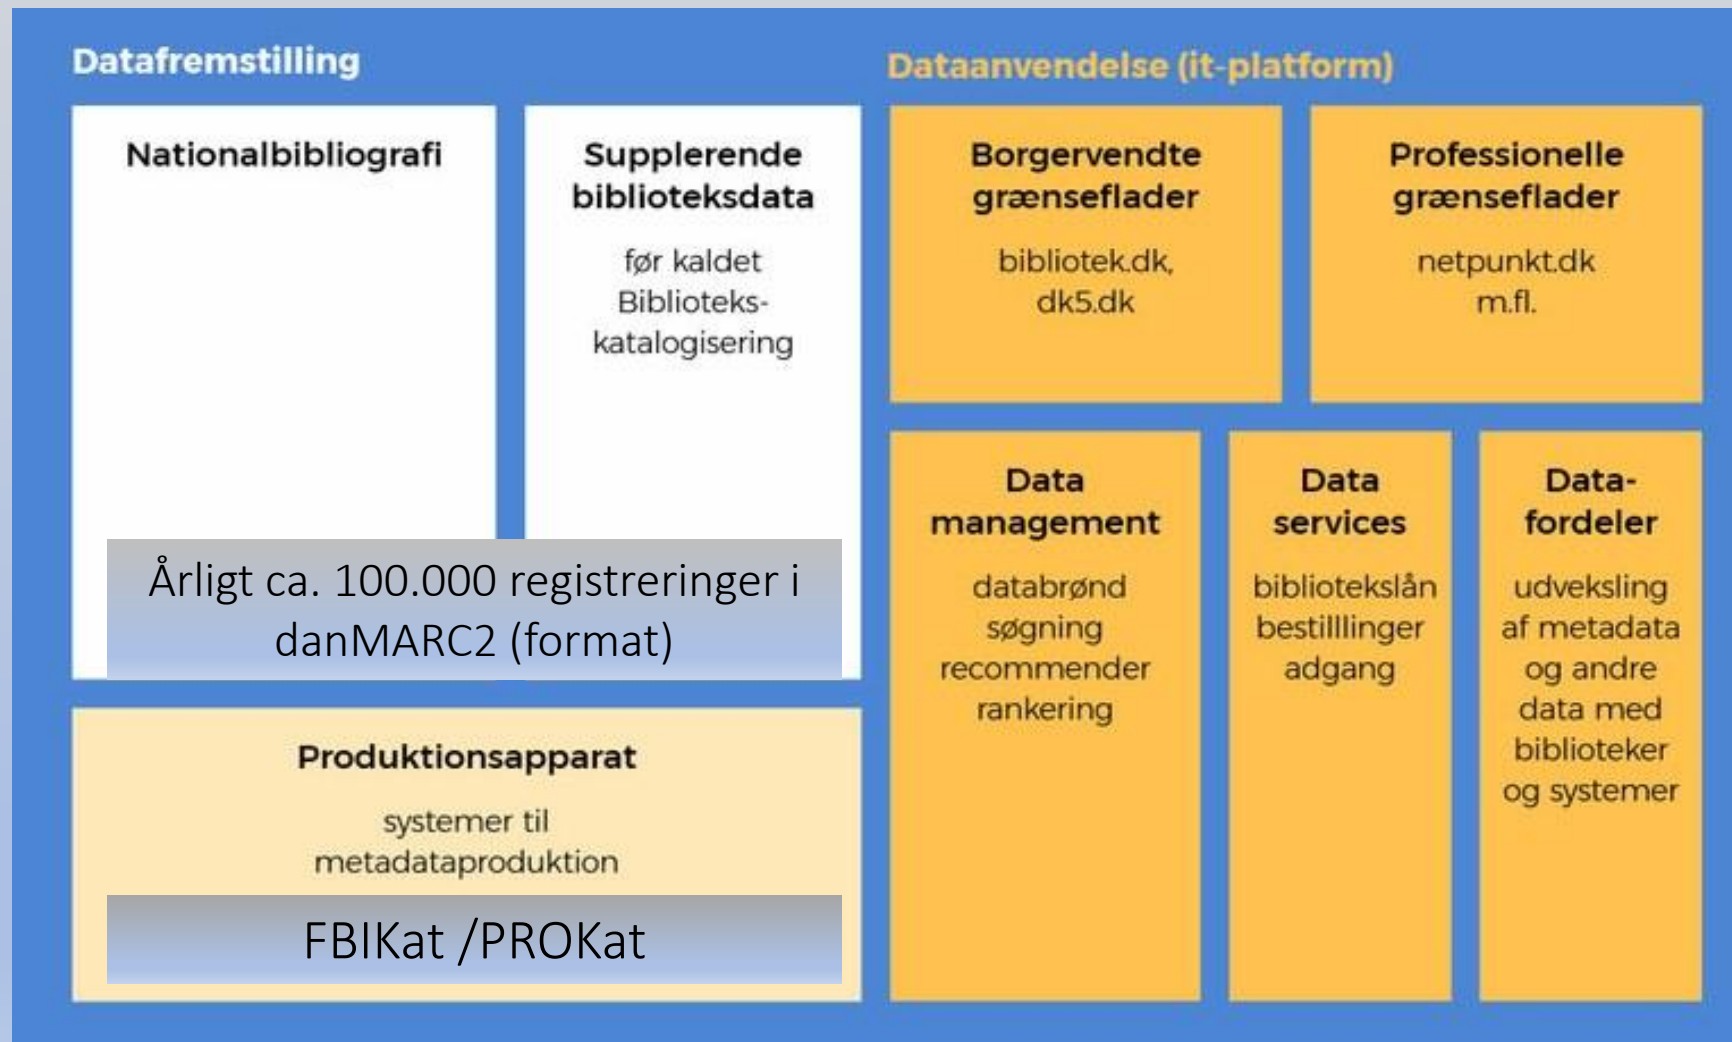 Datafremstilling
Nationalbibliografi
Supplerende
biblioteksdata
før kaldet
Biblioteks-
katalogisering
Årligt ca. 100.000 registreringer i
danMARC2 (format)
Produktionsapparat
systemer til
metadataproduktion
FBIKat /PROKat
Dataanvendelse (it-platform)
Borgervendte
grænseflader
bibliotek.dk,
dk5.dk
Professionelle
grænseflader
netpunkt.dk
m.fl.
Data
management
databrønd
søgning
recommender
rankering
Data
services
bibliotekslån
bestilllinger
adgang
Data-
fordeler
udveksling
af metadata
og andre
data med
biblioteker
og systemer